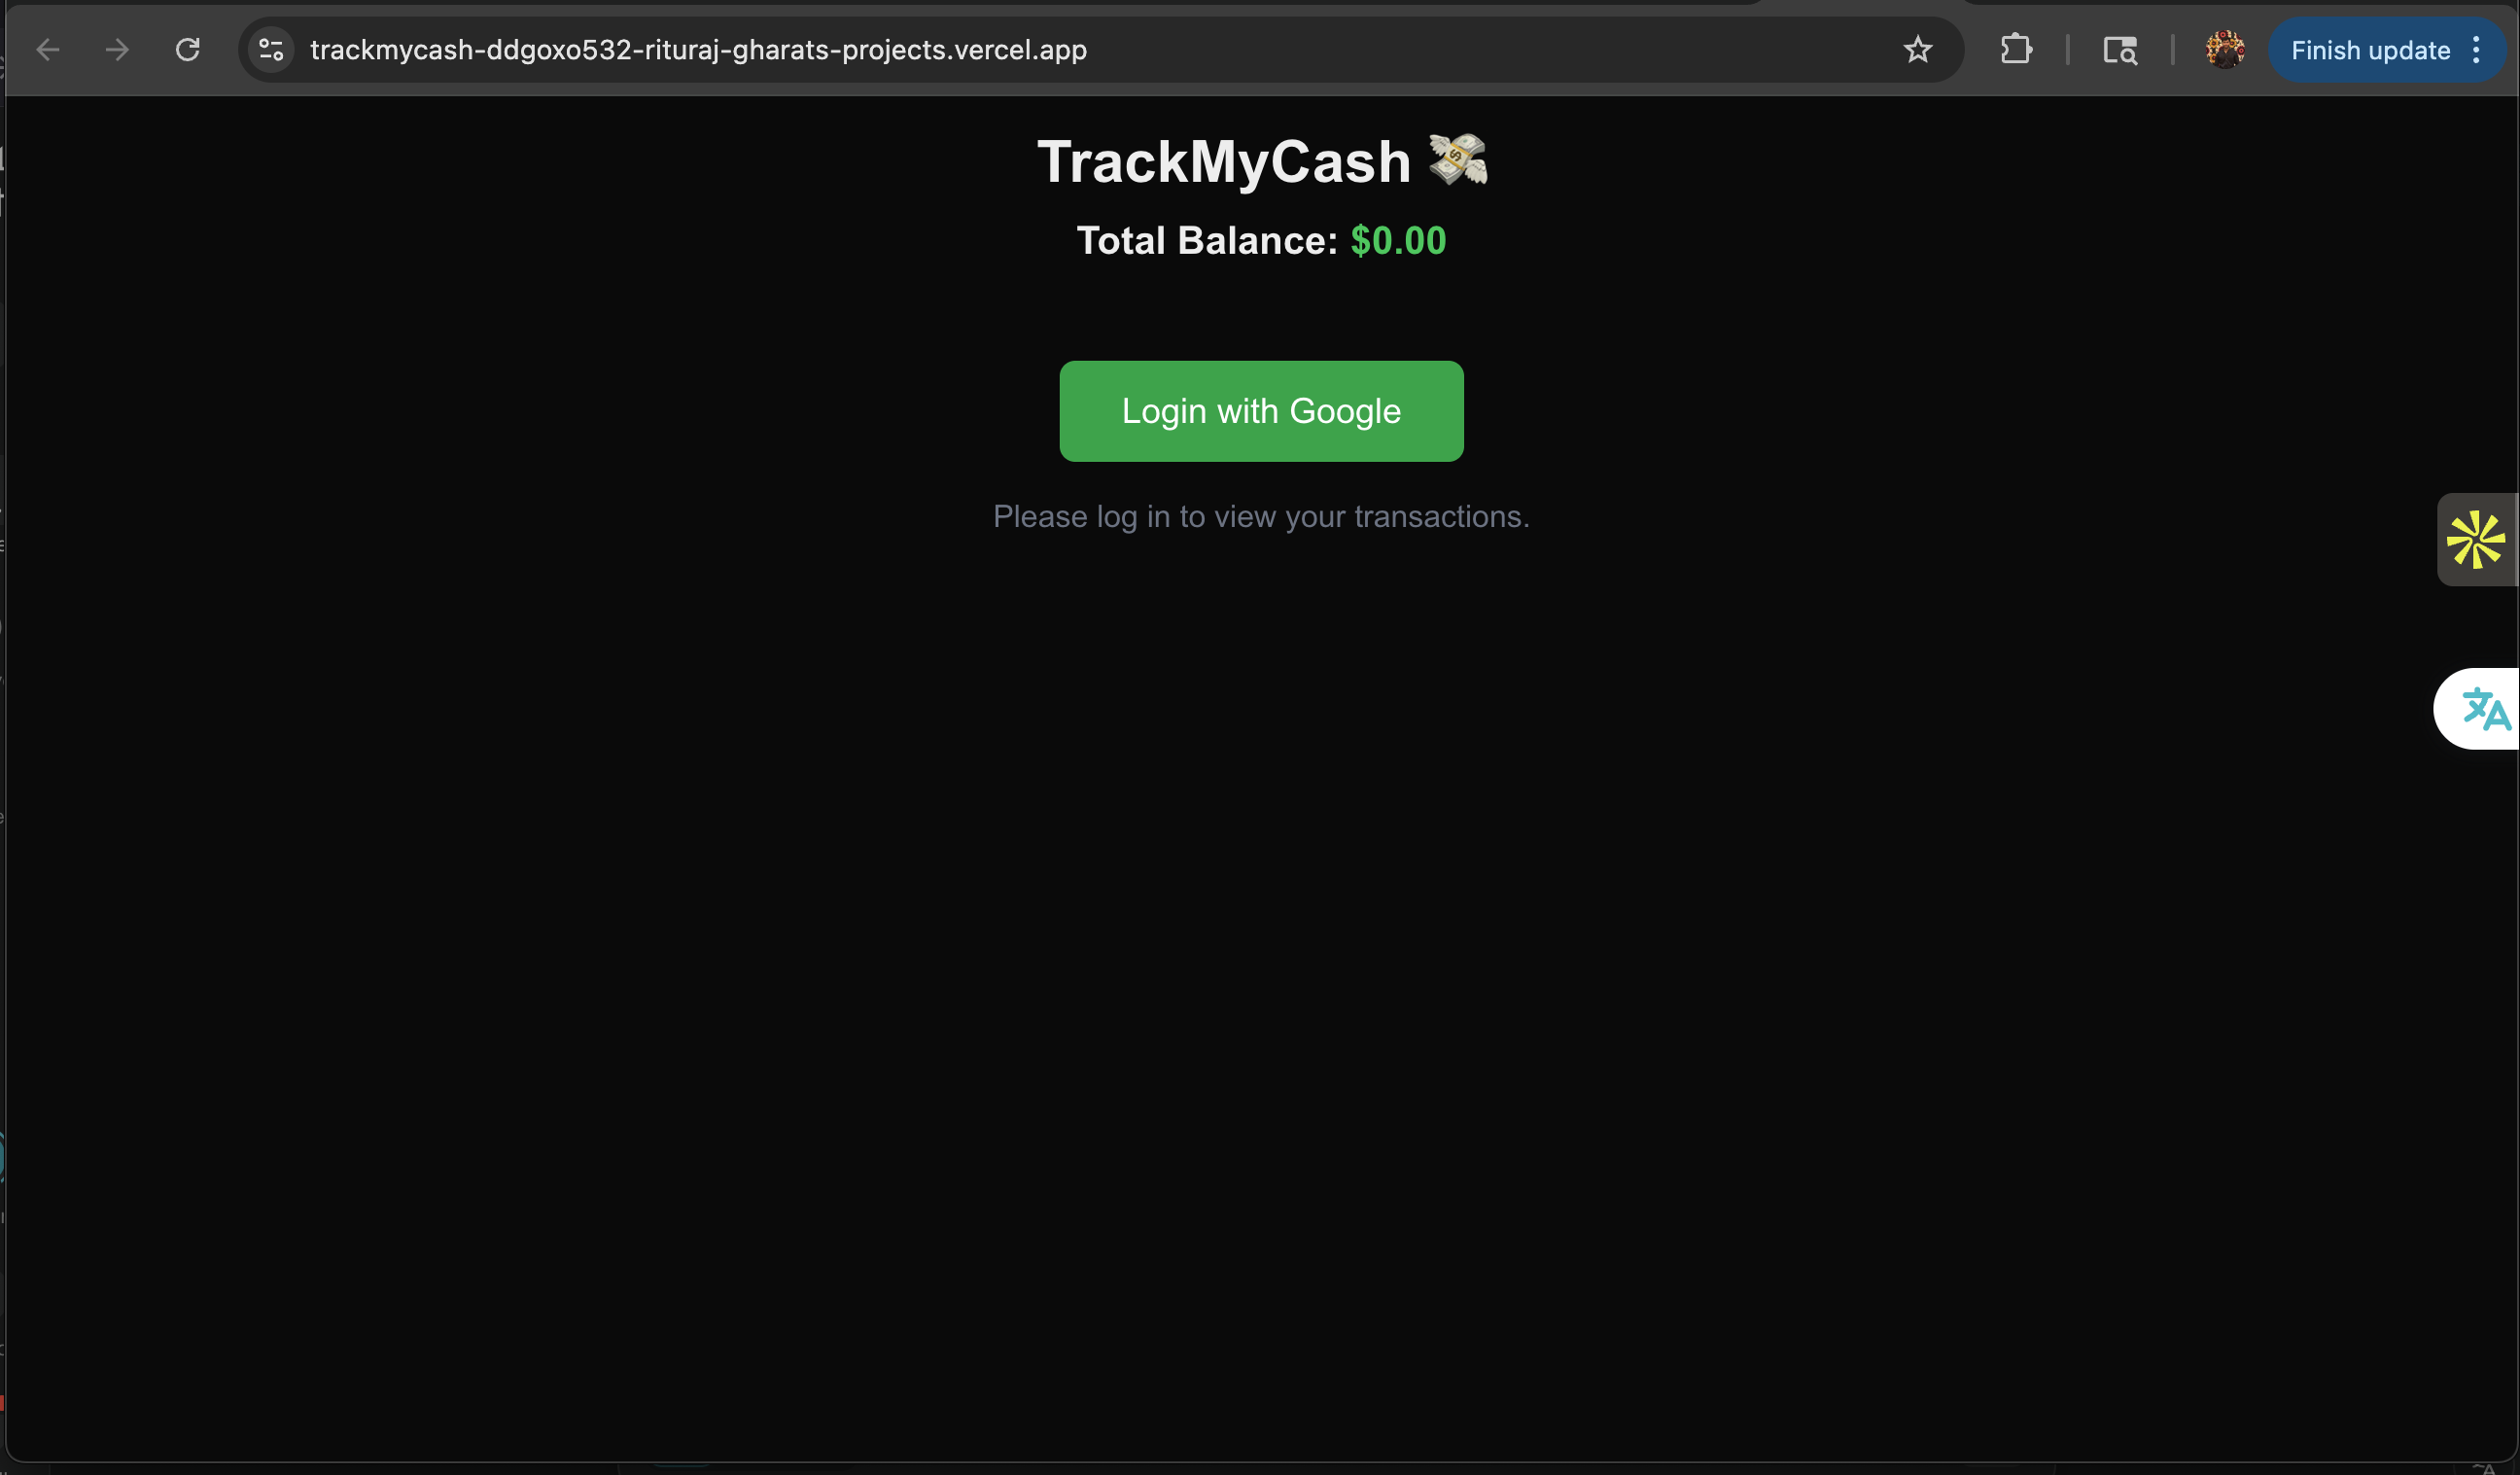 trackmycash-ddgoxo532-rituraj-gharats-projects.vercel.app
Finish update
TrackMyCash 💸
Total Balance: $0.00
Login with Google
Please log in to view your transactions.